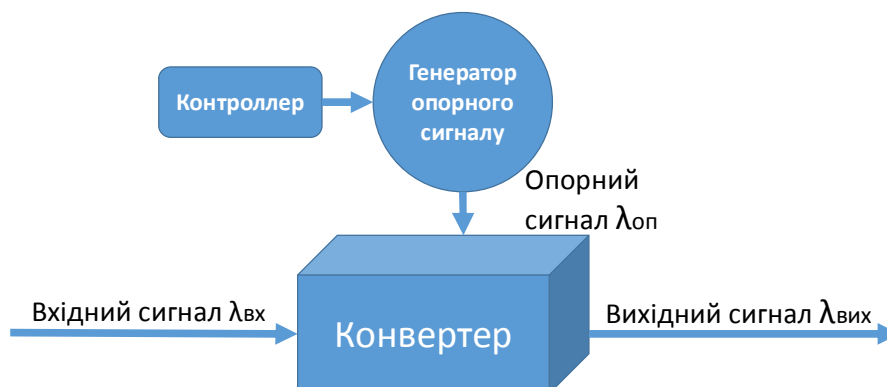 Генератор
опорного
сигналу
Контроллер
Опорний
сигнал λоп
Вхідний сигнал λвх
Вихідний сигнал λвих
Конвертер